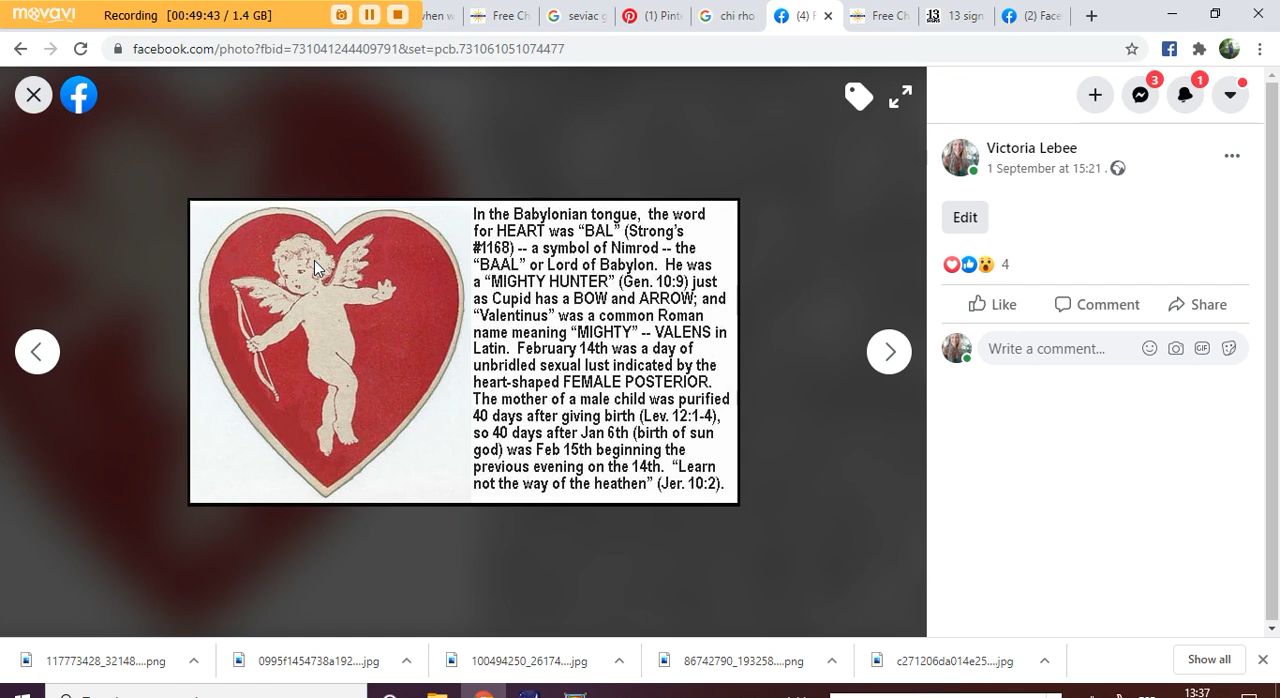 movavi
Recording [00:49:43 / 1.4 GB]
when w
Free Ch
seviac g
(1) Pint
chi rho
(4) F
Free Ch
13 sign
(2) Face
facebook.com/photo?fbid=731041244409791&set=pcb.731061051074477
3
1
Victoria Lebee
1 September at 15:21 .
Edit
4
Like
Comment
Share
Write a comment...
GIF
In the Babylonian tongue, the word
for HEART was “BAL” (Strong’s
#1168) -- a symbol of Nimrod -- the
“BAAL” or Lord of Babylon. He was
a “MIGHTY HUNTER” (Gen. 10:9) just
as Cupid has a BOW and ARROW; and
“Valentinus” was a common Roman
name meaning “MIGHTY” -- VALENS in
Latin. February 14th was a day of
unbridled sexual lust indicated by the
heart-shaped FEMALE POSTERIOR.
The mother of a male child was purified
40 days after giving birth (Lev. 12:1-4),
so 40 days after Jan 6th (birth of sun
god) was Feb 15th beginning the
previous evening on the 14th. “Learn
not the way of the heathen” (Jer. 10:2).
117773428_32148....png
0995f1454738a192....jpg
100494250_26174....jpg
86742790_193258....png
c271206da014e25....jpg
Show all
13:37